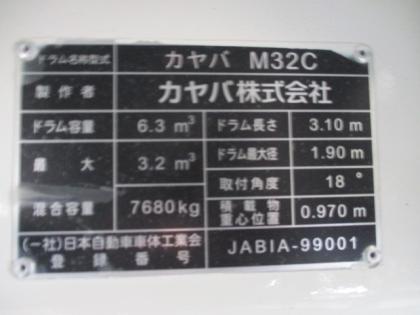 ドラム名称型式 カヤバ M32C
製作者 カヤバ株式会社
ドラム容量 6.3 m³ ドラム長さ 3.10 m
最大 3.2 m³ ドラム最大径 1.90 m
取付角度 18°
混合容量 7680kg 積載物 0.970 m
重心位置
(一社)日本自動車車体工業会 JABIA-99001
登録番号